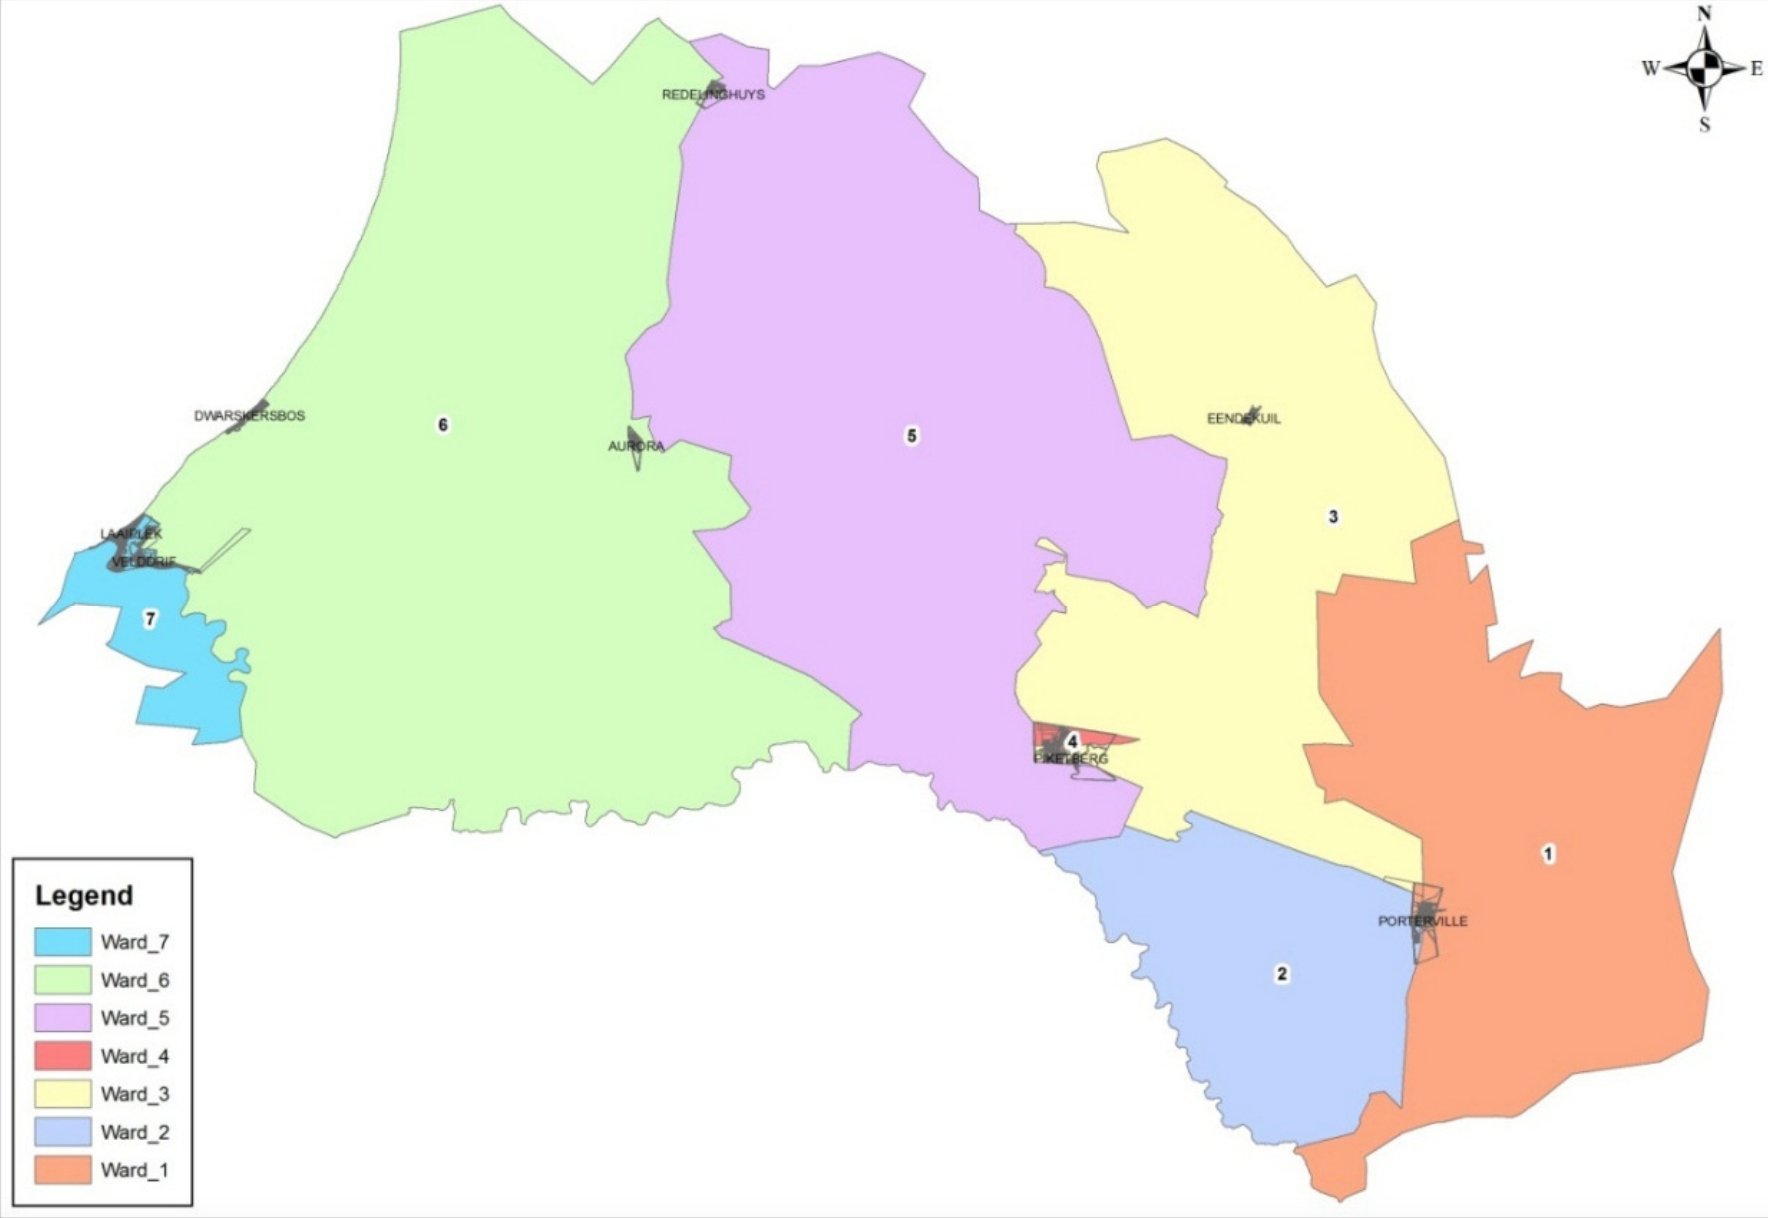 N
W E
S
REDELINGHUYS
DWARSKERSBOS
6
AURORA
5
EENDEKUIL
3
LAAIPLEK
VELDDRIF
7
4
PIKETBERG
1
PORTERVILLE
2
Legend
Ward_7
Ward_6
Ward_5
Ward_4
Ward_3
Ward_2
Ward_1